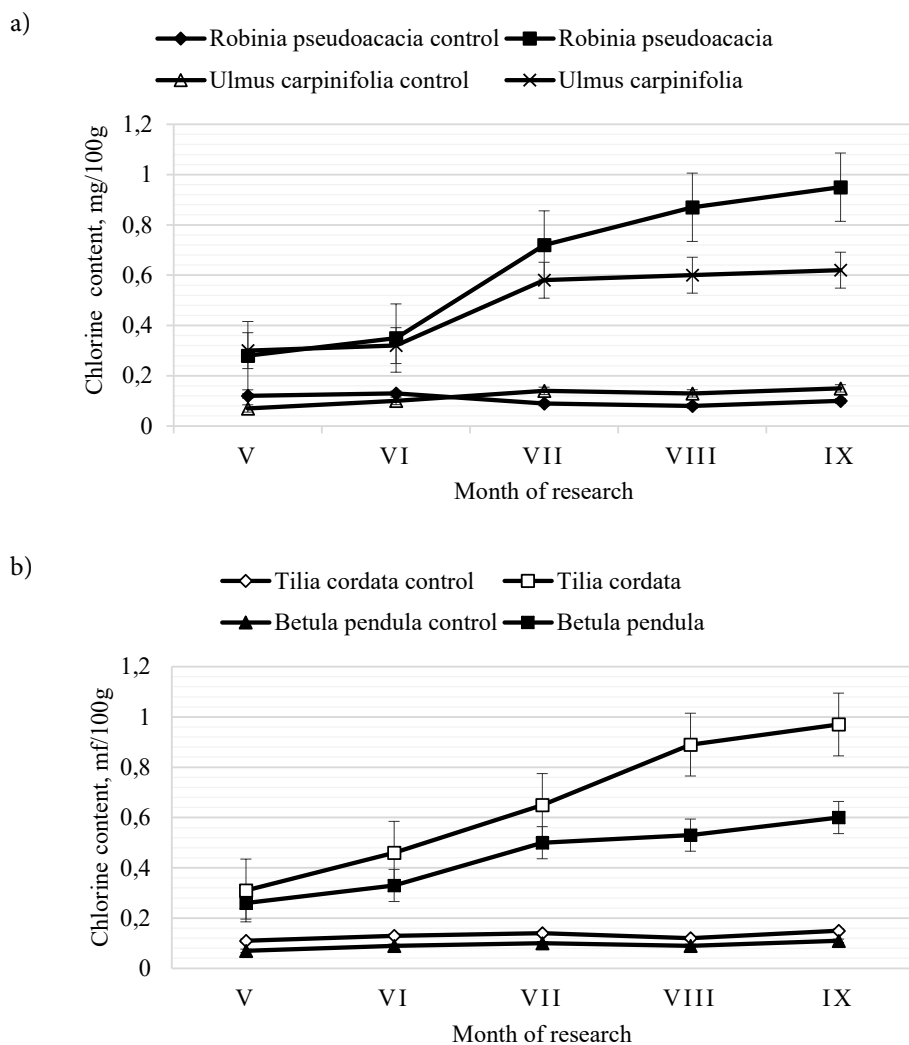 a)
Robinia pseudoacacia control Robinia pseudoacacia
Ulmus carpinifolia control Ulmus carpinifolia
Chlorine content, mg/100g
1,2
1
0,8
0,6
0,4
0,2
0
V VI VII VIII IX
Month of research
b)
Tilia cordata control Tilia cordata
Betula pendula control Betula pendula
Chlorine content, mf/100g
1,2
1
0,8
0,6
0,4
0,2
0
V VI VII VIII IX
Month of research